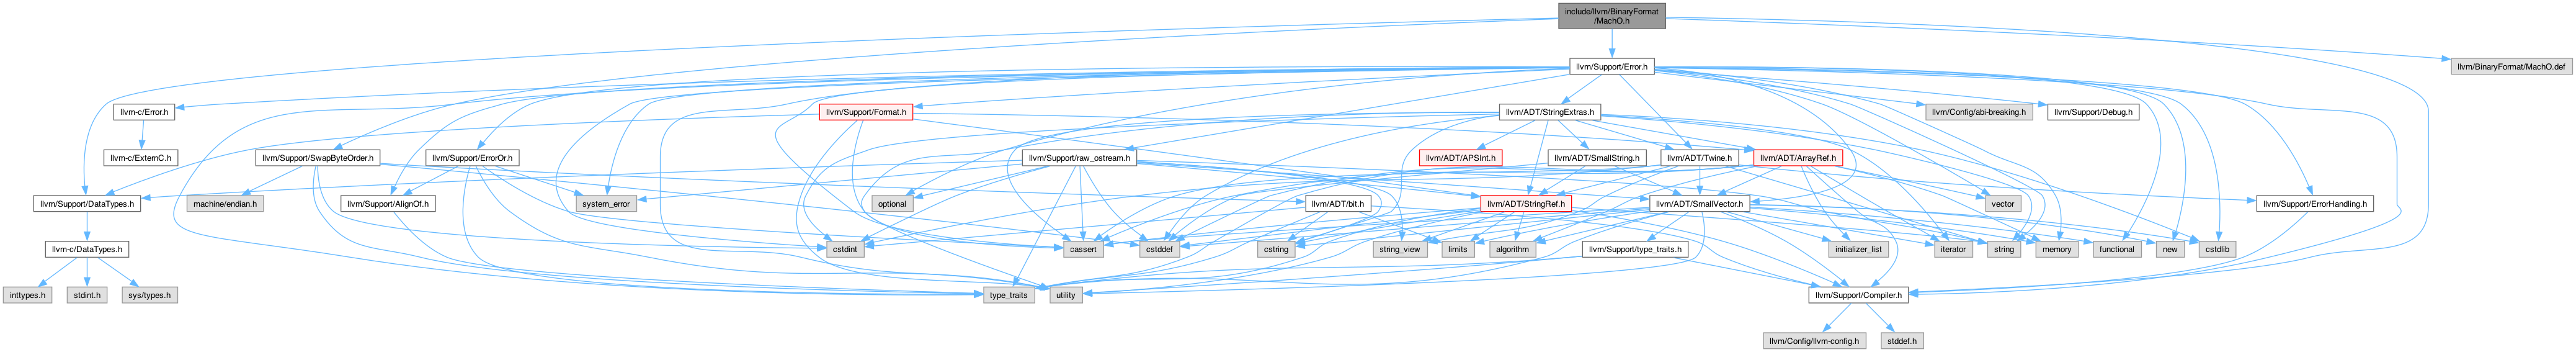 include/llvm/BinaryFormat
/MachO.h
llvm/Support/Error.h
llvm/BinaryFormat/MachO.def
llvm-c/Error.h
llvm/Support/Format.h
llvm/ADT/StringExtras.h
llvm/Config/abi-breaking.h
llvm/Support/Debug.h
llvm-c/ExternC.h
llvm/Support/SwapByteOrder.h
llvm/Support/ErrorOr.h
llvm/Support/raw_ostream.h
llvm/ADT/APSInt.h
llvm/ADT/SmallString.h
llvm/ADT/Twine.h
llvm/ADT/ArrayRef.h
llvm/Support/DataTypes.h
machine/endian.h
llvm/Support/AlignOf.h
system_error
optional
llvm/ADT/bit.h
llvm/ADT/StringRef.h
llvm/ADT/SmallVector.h
vector
llvm/Support/ErrorHandling.h
llvm-c/DataTypes.h
cstdint
cassert
cstddef
cstring
string_view
limits
algorithm
llvm/Support/type_traits.h
initializer_list
iterator
string
memory
functional
new
cstdlib
inttypes.h
stdint.h
sys/types.h
type_traits
utility
llvm/Support/Compiler.h
llvm/Config/llvm-config.h
stddef.h